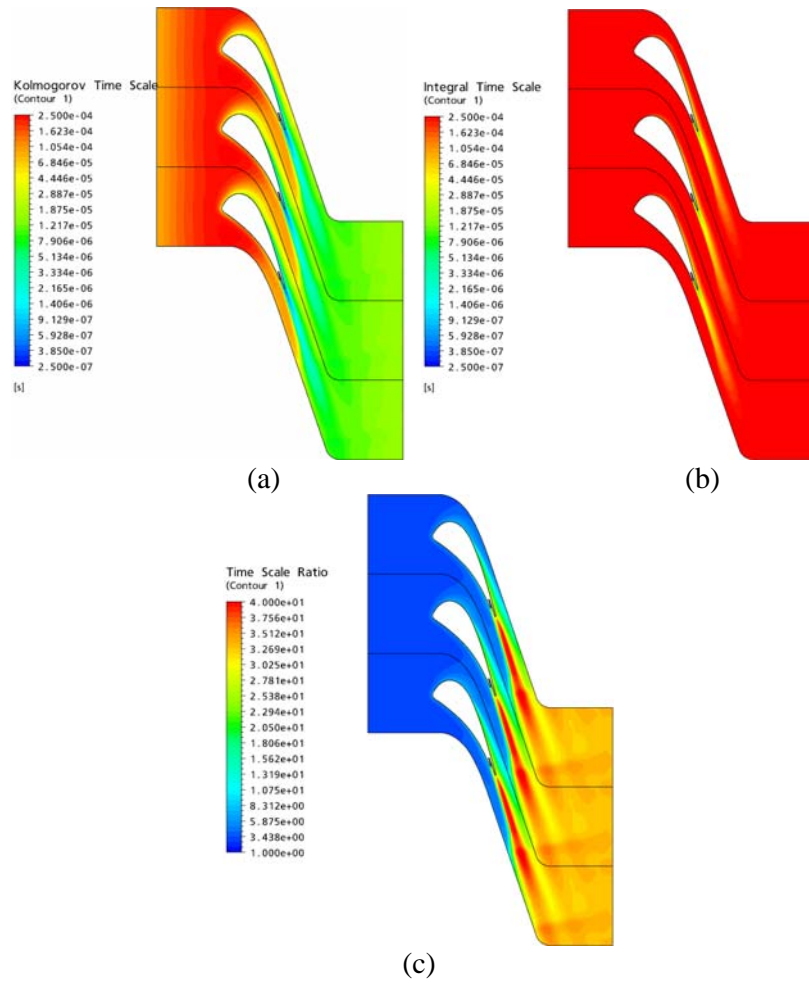 Kolmogorov Time Scale
(Contour 1)
2.500e-04
1.623e-04
1.054e-04
6.846e-05
4.446e-05
2.887e-05
1.875e-05
1.217e-05
7.906e-06
5.134e-06
3.334e-06
2.165e-06
1.406e-06
9.129e-07
5.928e-07
3.850e-07
2.500e-07
[s]
(a)
Integral Time Scale
(Contour 1)
2.500e-04
1.623e-04
1.054e-04
6.846e-05
4.446e-05
2.887e-05
1.875e-05
1.217e-05
7.906e-06
5.134e-06
3.334e-06
2.165e-06
1.406e-06
9.129e-07
5.928e-07
3.850e-07
2.500e-07
[s]
(b)
Time Scale Ratio
(Contour 1)
4.000e+01
3.756e+01
3.512e+01
3.269e+01
3.025e+01
2.781e+01
2.538e+01
2.294e+01
2.050e+01
1.806e+01
1.562e+01
1.319e+01
1.075e+01
8.312e+00
5.875e+00
3.438e+00
1.000e+00
(c)